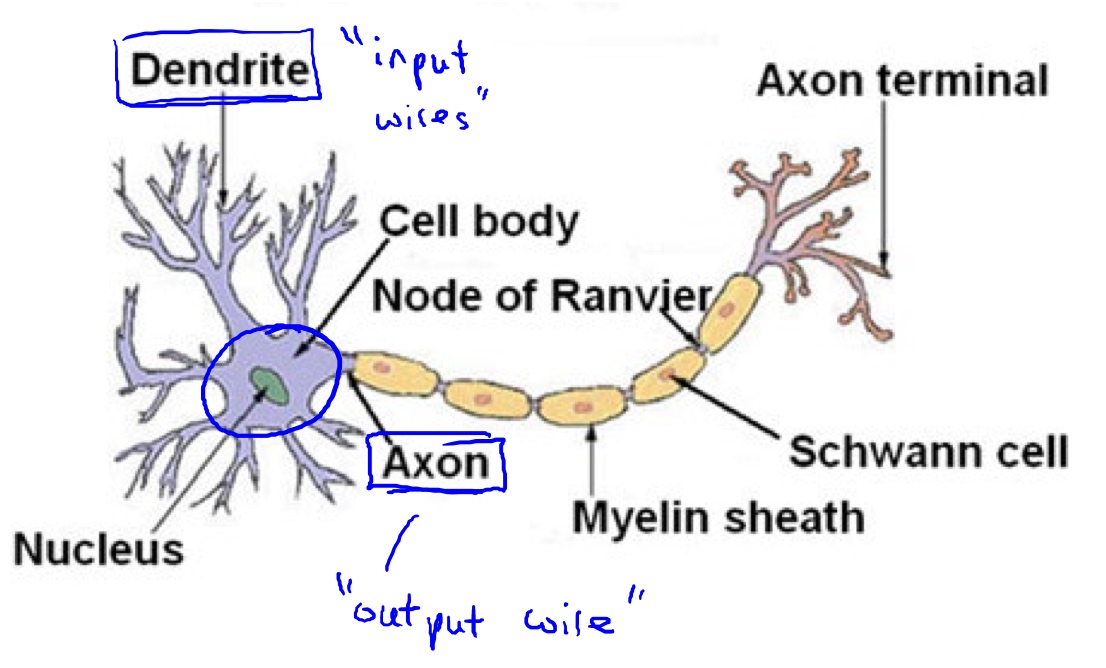 Dendrite
"input
wires"
Axon terminal
Cell body
Node of Ranvier
Axon
Schwann cell
Myelin sheath
Nucleus
"output wire"